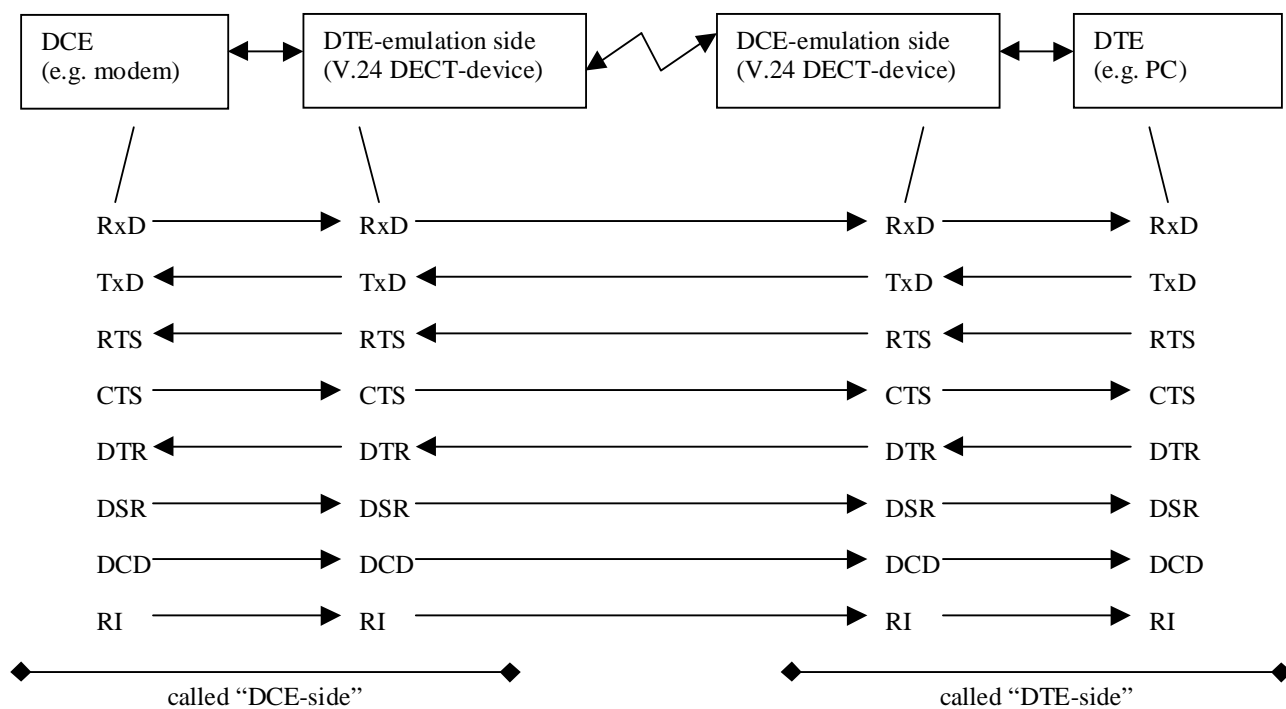 DCE
(e.g. modem)
DTE-emulation side
(V.24 DECT-device)
DCE-emulation side
(V.24 DECT-device)
DTE
(e.g. PC)
RxD RxD RxD RxD
TxD TxD TxD TxD
RTS RTS RTS RTS
CTS CTS CTS CTS
DTR DTR DTR DTR
DSR DSR DSR DSR
DCD DCD DCD DCD
RI RI RI RI
called “DCE-side” called “DTE-side”